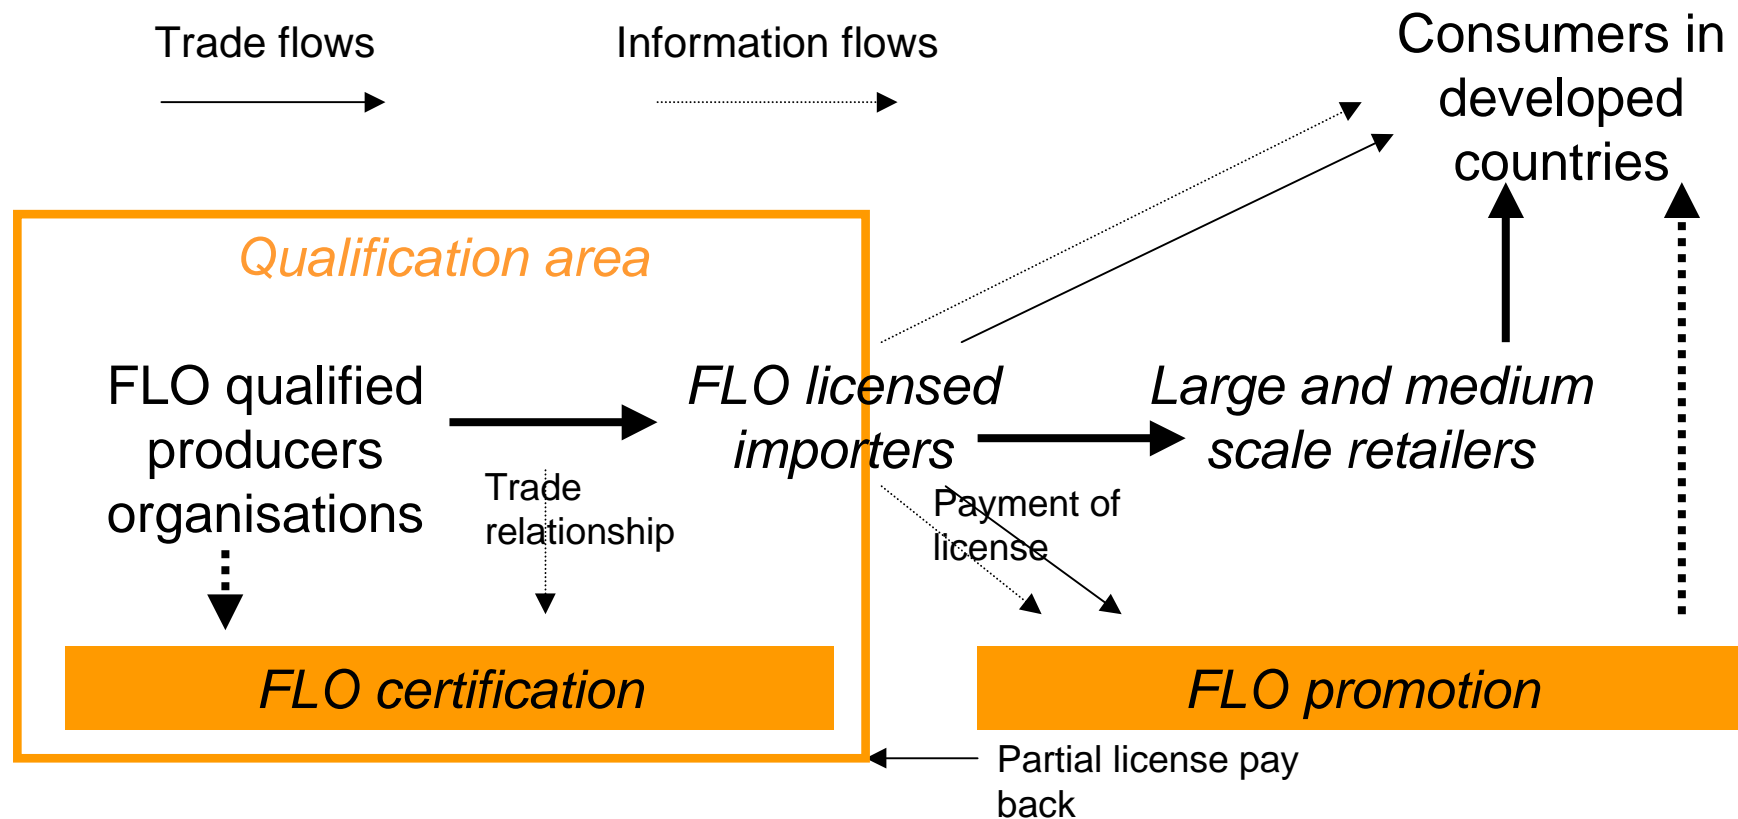 Trade flows
Information flows
Consumers in
developed
countries
Qualification area
FLO qualified
producers
organisations
FLO licensed
importers
Large and medium
scale retailers
Trade
relationship
Payment of
license
FLO certification
FLO promotion
Partial license pay
back